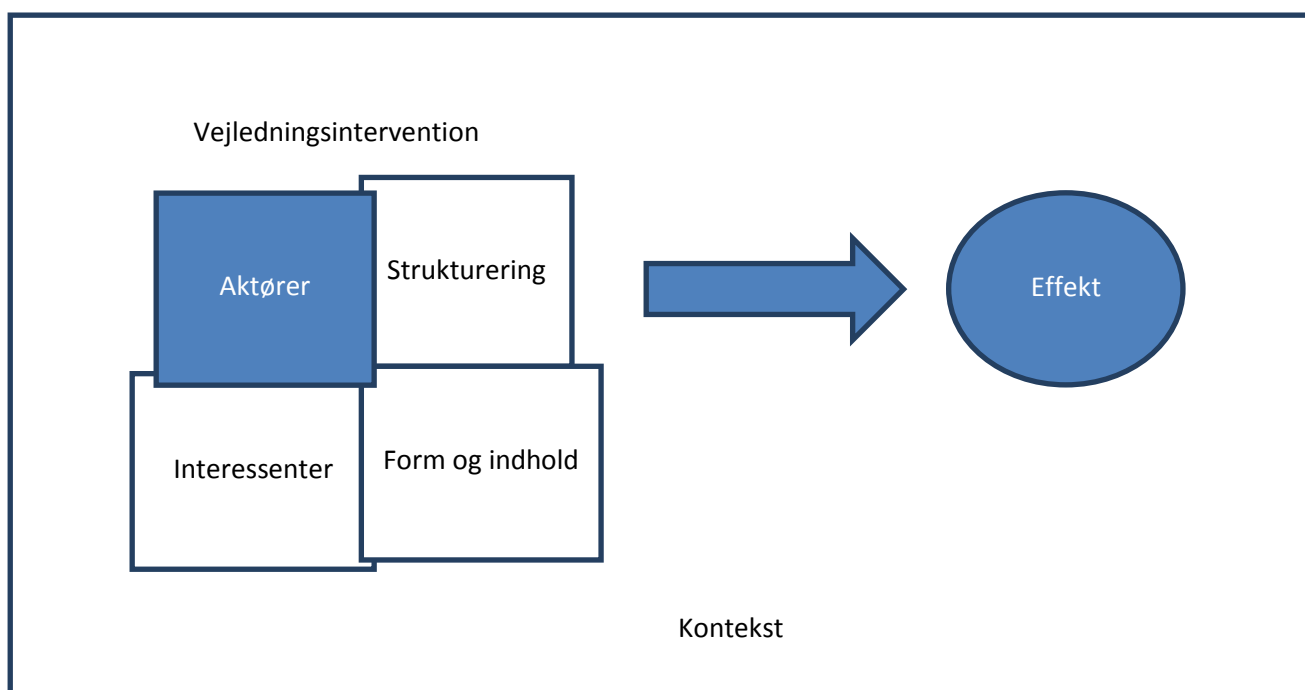 Vejledningsintervention
Aktører
Strukturering
Effekt
Interessenter
Form og indhold
Kontekst